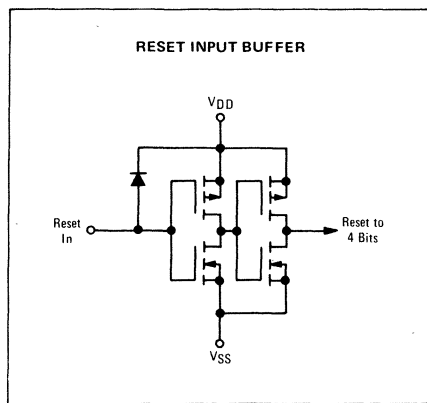 RESET INPUT BUFFER
VDD
Reset
In
Reset to
4 Bits
VSS